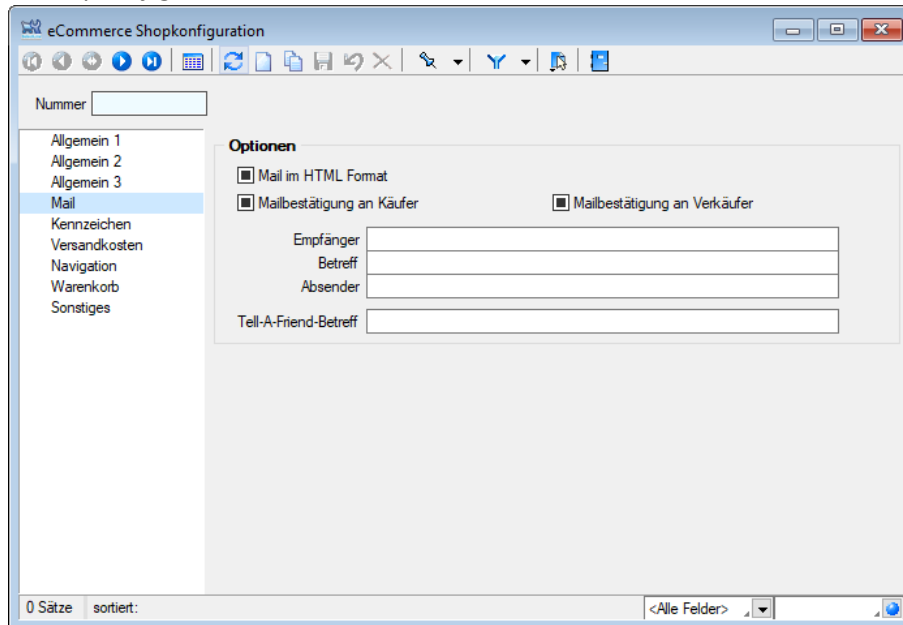 eCommerce Shopkonfiguration
Nummer
Allgemein 1
Allgemein 2
Allgemein 3
Mail
Kennzeichen
Versandkosten
Navigation
Warenkorb
Sonstiges
Optionen
Mail im HTML Format
Mailbestätigung an Käufer Mailbestätigung an Verkäufer
Empfänger
Betreff
Absender
Tell-A-Friend-Betreff
0 Sätze sortiert: <Alle Felder>